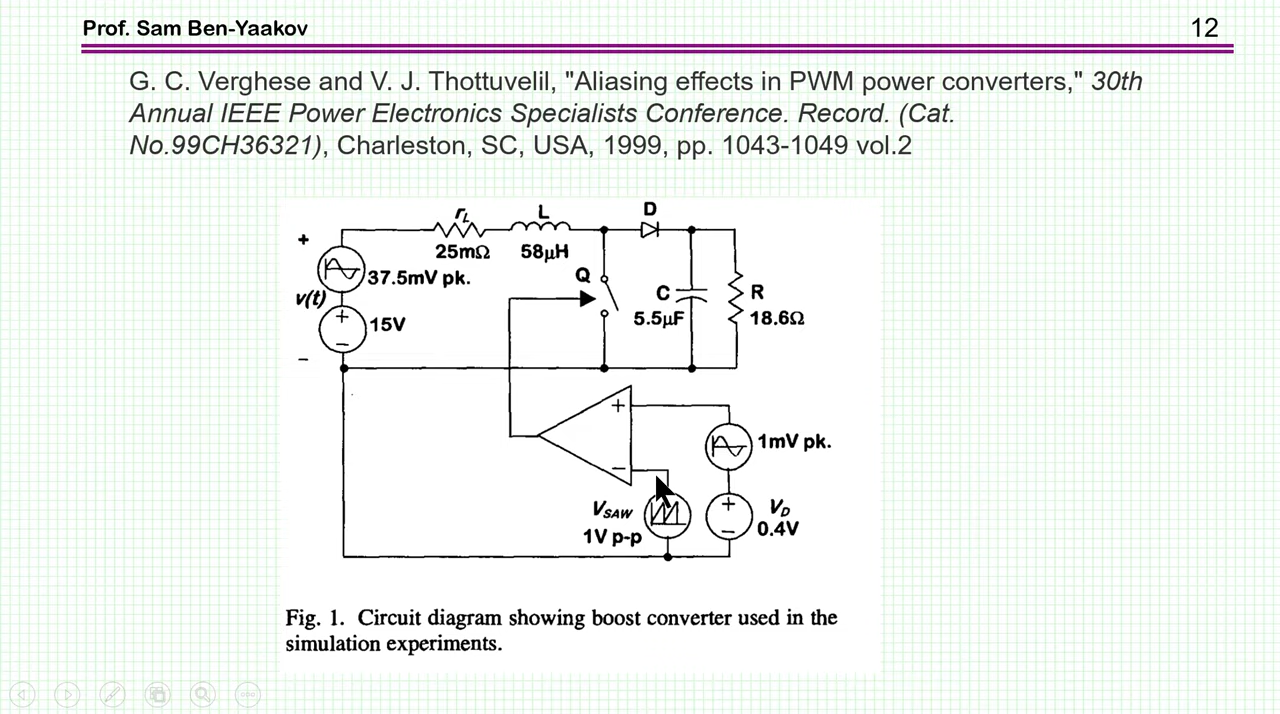 Prof. Sam Ben-Yaakov
12
G. C. Verghese and V. J. Thottuvelil, "Aliasing effects in PWM power converters," 30th
Annual IEEE Power Electronics Specialists Conference. Record. (Cat.
No.99CH36321), Charleston, SC, USA, 1999, pp. 1043-1049 vol.2
rL
L
D
+
25mΩ
58μH
Q
37.5mV pk.
v(t)
C
R
+
15V
5.5μF
18.6Ω
−
−
+
1mV pk.
−
VSAW
+
VD
1V p-p
−
0.4V
Fig. 1. Circuit diagram showing boost converter used in the
simulation experiments.